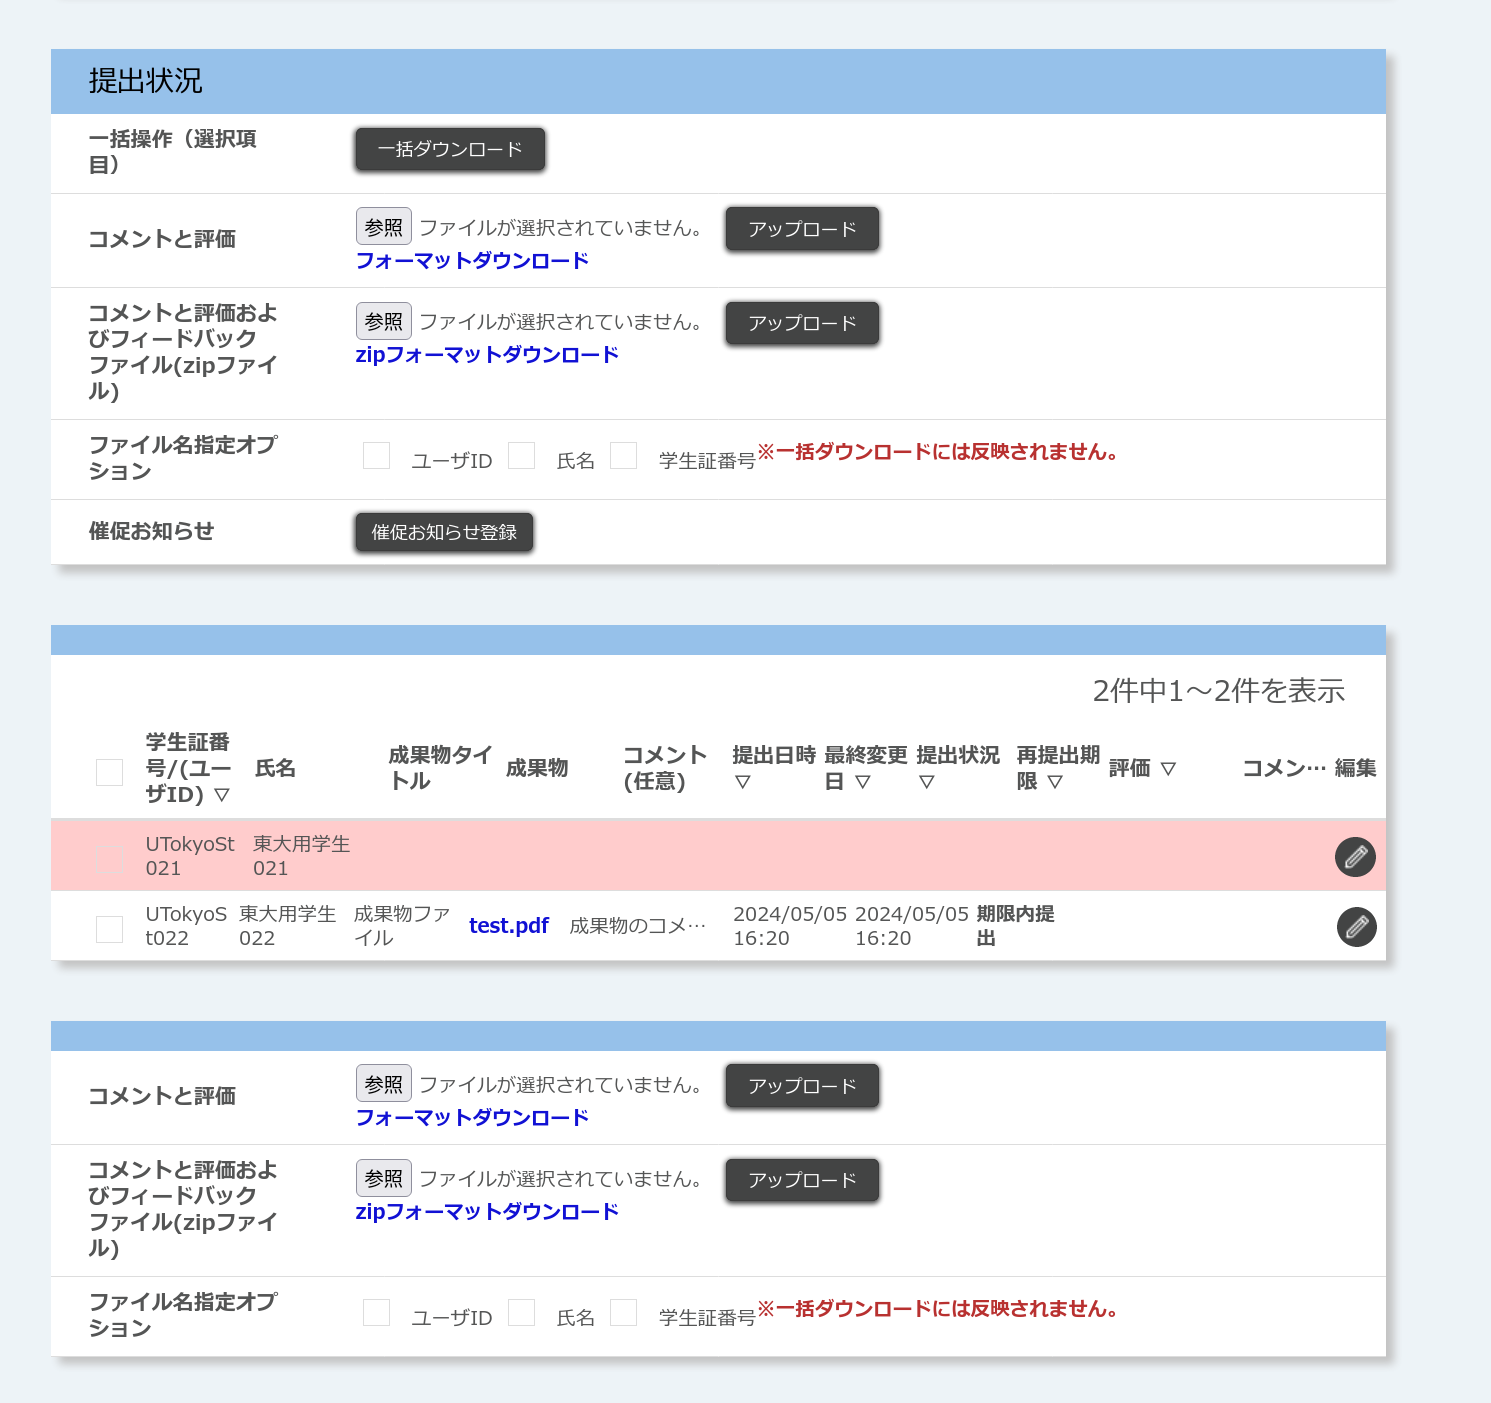 提出状況
一括操作（選択項
目）
一括ダウンロード
コメントと評価
参照 ファイルが選択されていません。 アップロード
フォーマットダウンロード
コメントと評価およ
びフィードバック
ファイル(zipファイ
ル)
参照 ファイルが選択されていません。 アップロード
zipフォーマットダウンロード
ファイル名指定オプ
ション
ユーザID 氏名 学生証番号※一括ダウンロードには反映されません。
催促お知らせ
催促お知らせ登録
2件中1～2件を表示
学生証番
号/(ユー
ザID) ▽
氏名
成果物タイ
トル
成果物
コメント
(任意)
提出日時
▽
最終変更
日 ▽
提出状況
▽
再提出期
限 ▽
評価 ▽
コメン…
編集
UTokyoSt
021
東大用学生
021
UTokyoS
t022
東大用学生
022
成果物ファ
イル
test.pdf
成果物のコメ…
2024/05/05
16:20
2024/05/05
16:20
期限内提
出
コメントと評価
参照 ファイルが選択されていません。 アップロード
フォーマットダウンロード
コメントと評価およ
びフィードバック
ファイル(zipファイ
ル)
参照 ファイルが選択されていません。 アップロード
zipフォーマットダウンロード
ファイル名指定オプ
ション
ユーザID 氏名 学生証番号※一括ダウンロードには反映されません。